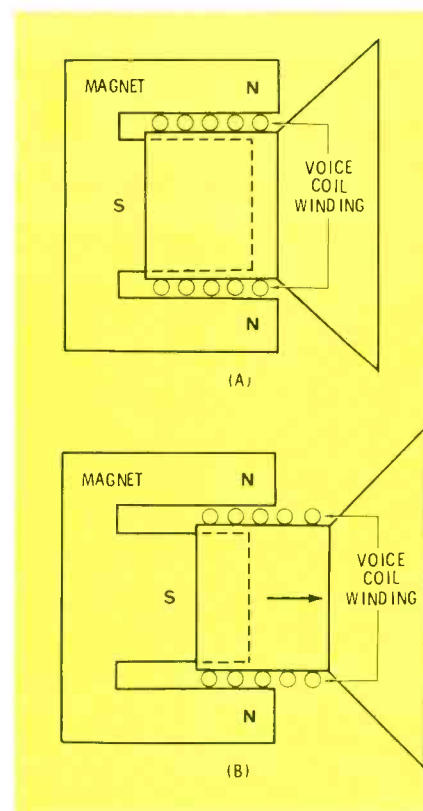 MAGNET
N
S
VOICE
COIL
WINDING
N
(A)
MAGNET
N
S
VOICE
COIL
WINDING
N
(B)